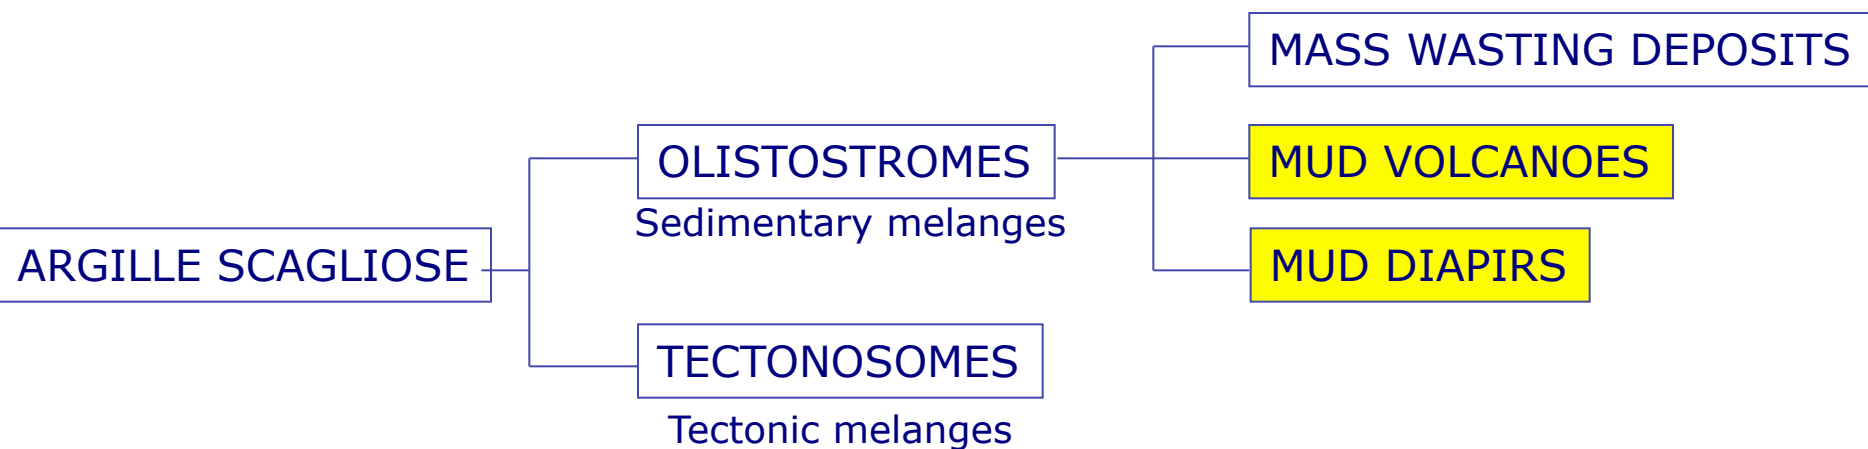 MASS WASTING DEPOSITS
OLISTOSTROMES
MUD VOLCANOES
Sedimentary melanges
ARGILLE SCAGLIOSE
MUD DIAPIRS
TECTONOSOMES
Tectonic melanges